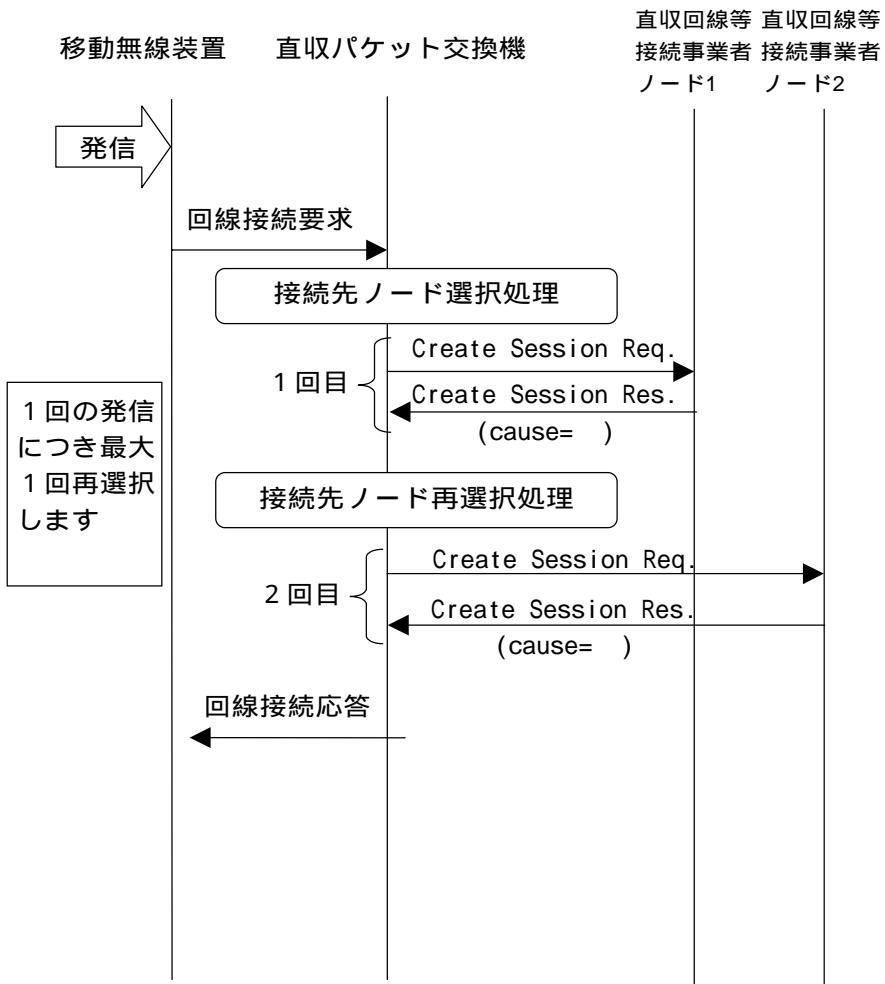 移動無線装置
直収パケット交換機
直収回線等
接続事業者
ノード1
直収回線等
接続事業者
ノード2
発信
回線接続要求
接続先ノード選択処理
1回目
Create Session Req.
Create Session Res.
(cause= )
1回の発信
につき最大
1回再選択
します
接続先ノード再選択処理
2回目
Create Session Req.
Create Session Res.
(cause= )
回線接続応答